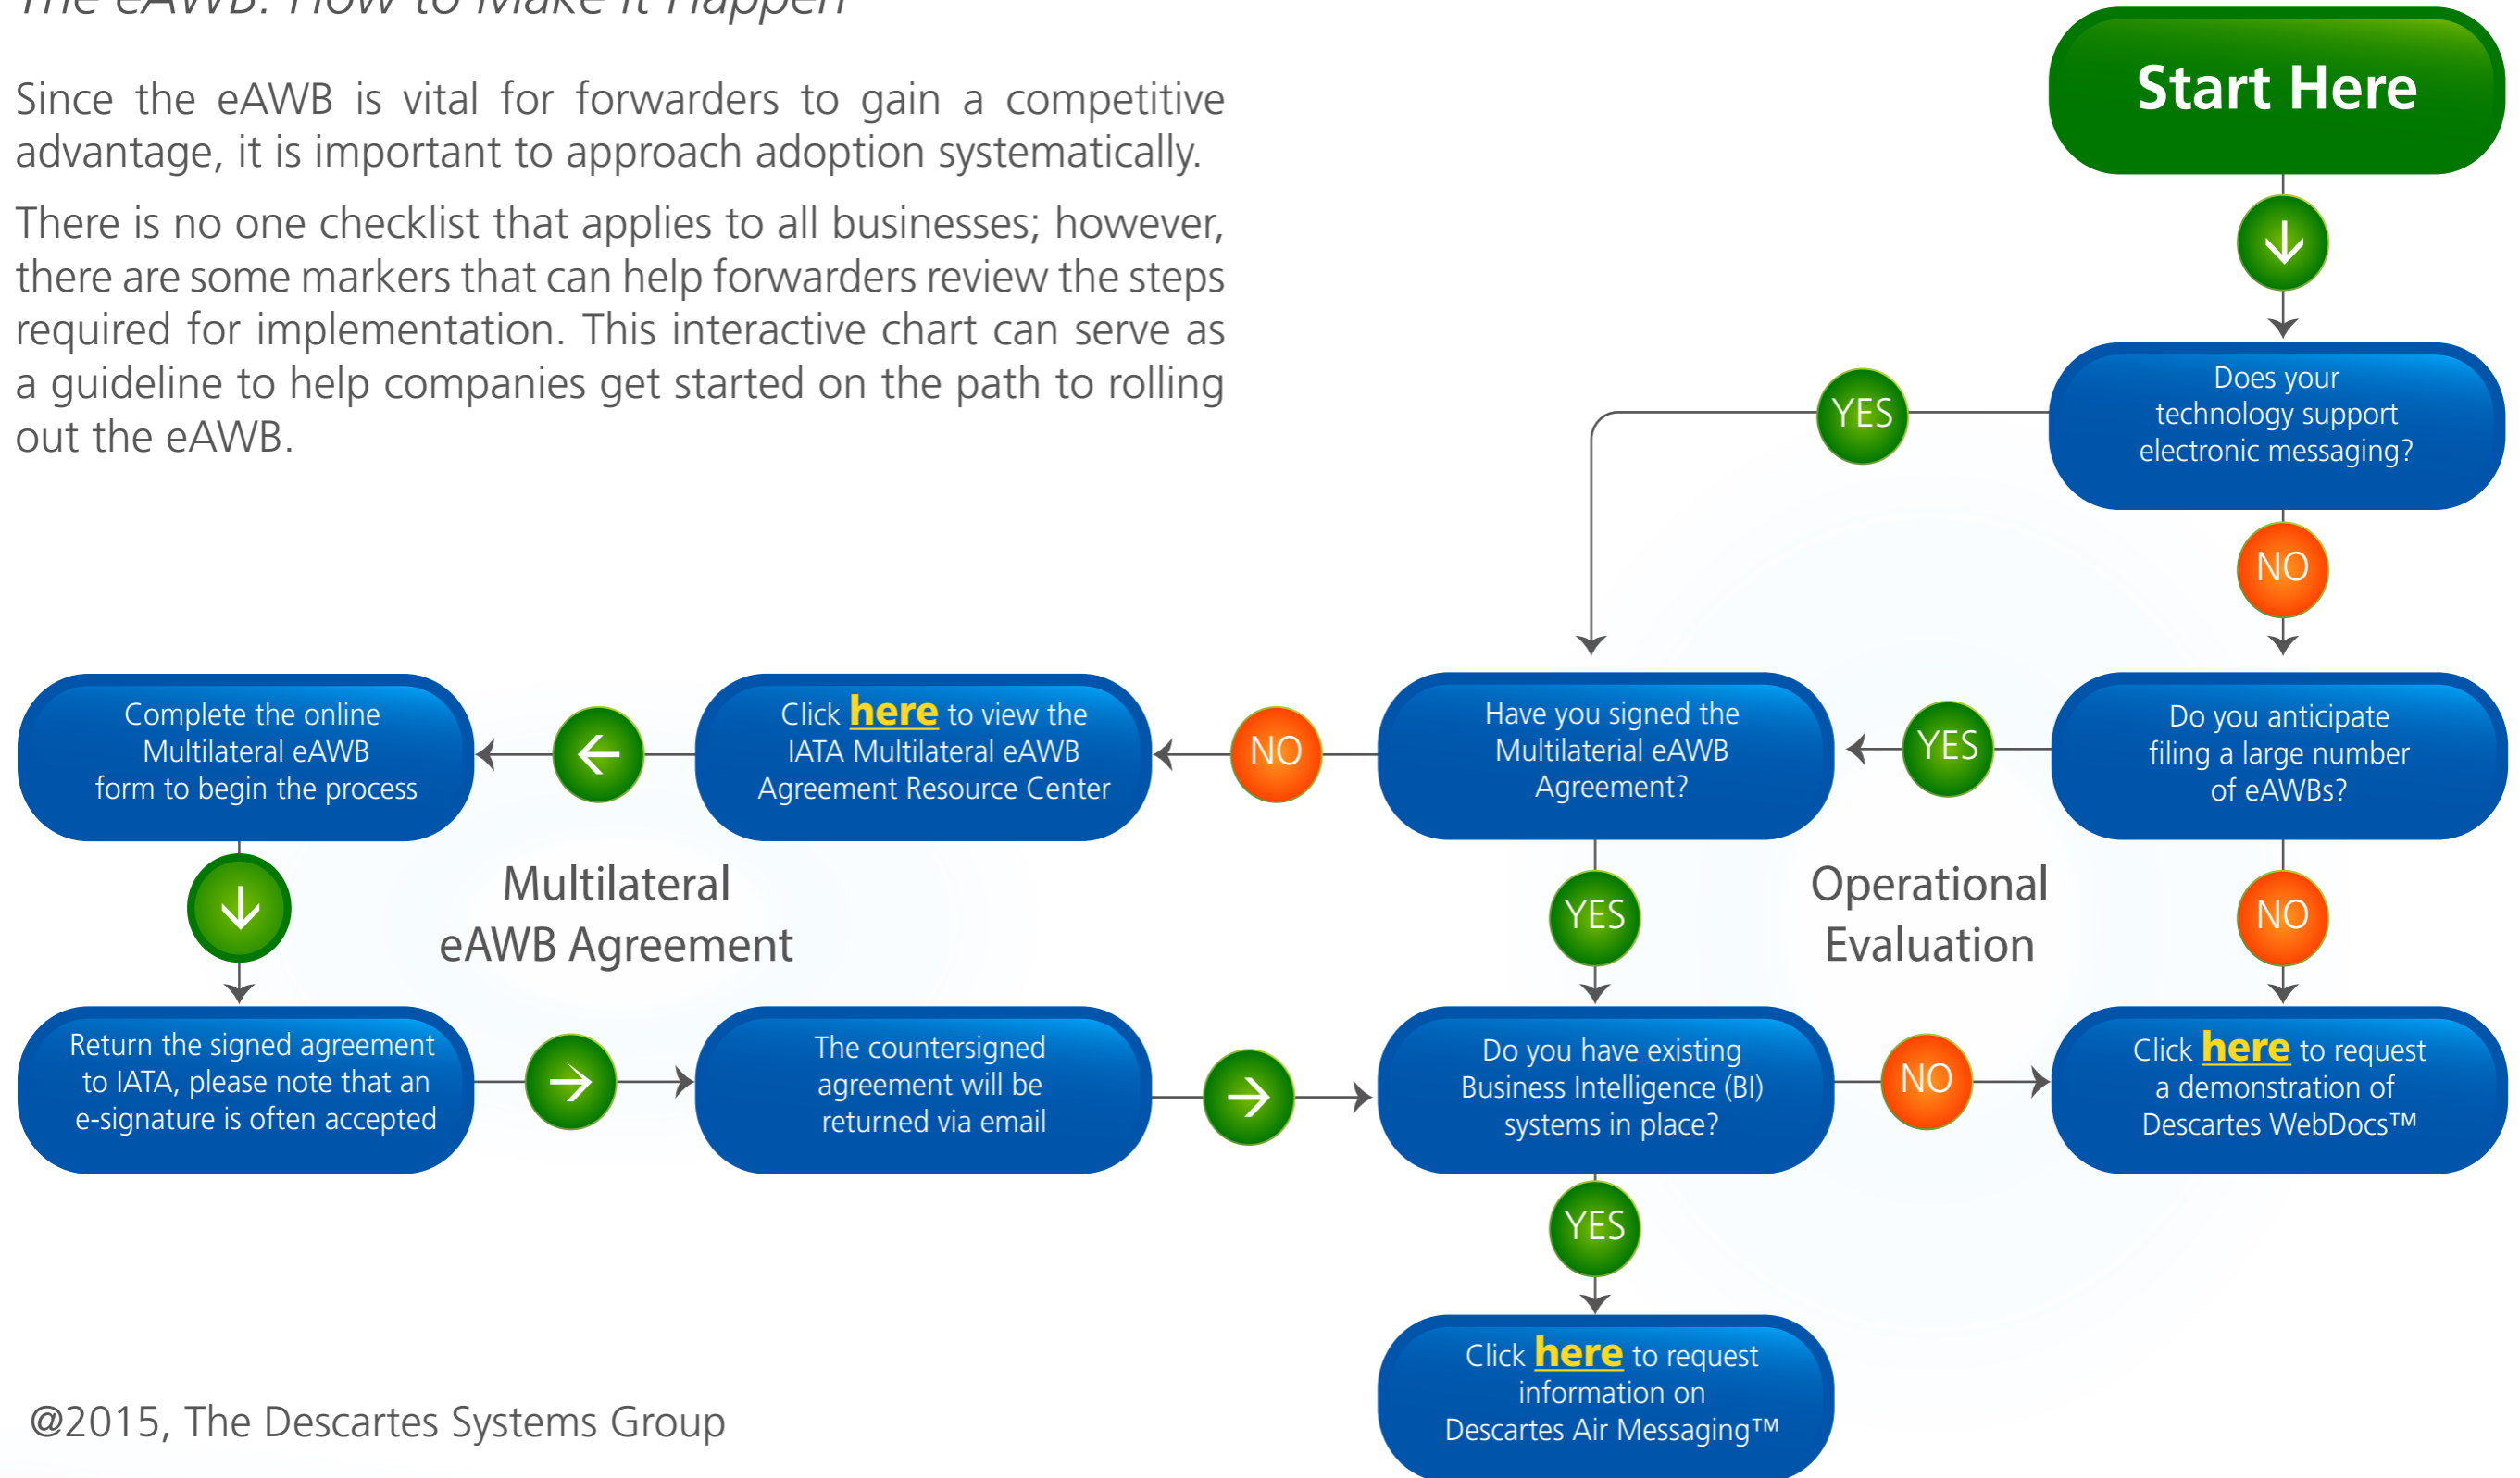 The eAWB: How to Make it Happen
Since the eAWB is vital for forwarders to gain a competitive
advantage, it is important to approach adoption systematically.
There is no one checklist that applies to all businesses; however,
there are some markers that can help forwarders review the steps
required for implementation. This interactive chart can serve as
a guideline to help companies get started on the path to rolling
out the eAWB.
Start Here
Does your
technology support
electronic messaging?
YES
NO
Do you anticipate
filing a large number
of eAWBs?
YES
NO
Have you signed the
Multilaterial eAWB
Agreement?
NO
YES
Click here to view the
IATA Multilateral eAWB
Agreement Resource Center
Complete the online
Multilateral eAWB
form to begin the process
Multilateral
eAWB Agreement
Operational
Evaluation
Return the signed agreement
to IATA, please note that an
e-signature is often accepted
The countersigned
agreement will be
returned via email
Do you have existing
Business Intelligence (BI)
systems in place?
NO
Click here to request
a demonstration of
Descartes WebDocs™
YES
Click here to request
information on
Descartes Air Messaging™
@2015, The Descartes Systems Group